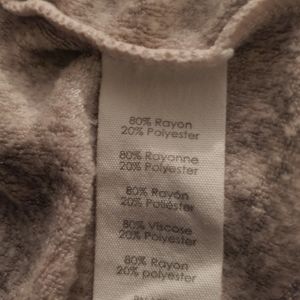 80% Rayon
20% Polyester
80% Rayonne
20% Polyester
80% Rayón
20% Poliéster
80% Viscose
20% Polyester
80% Rayon
20% polyester